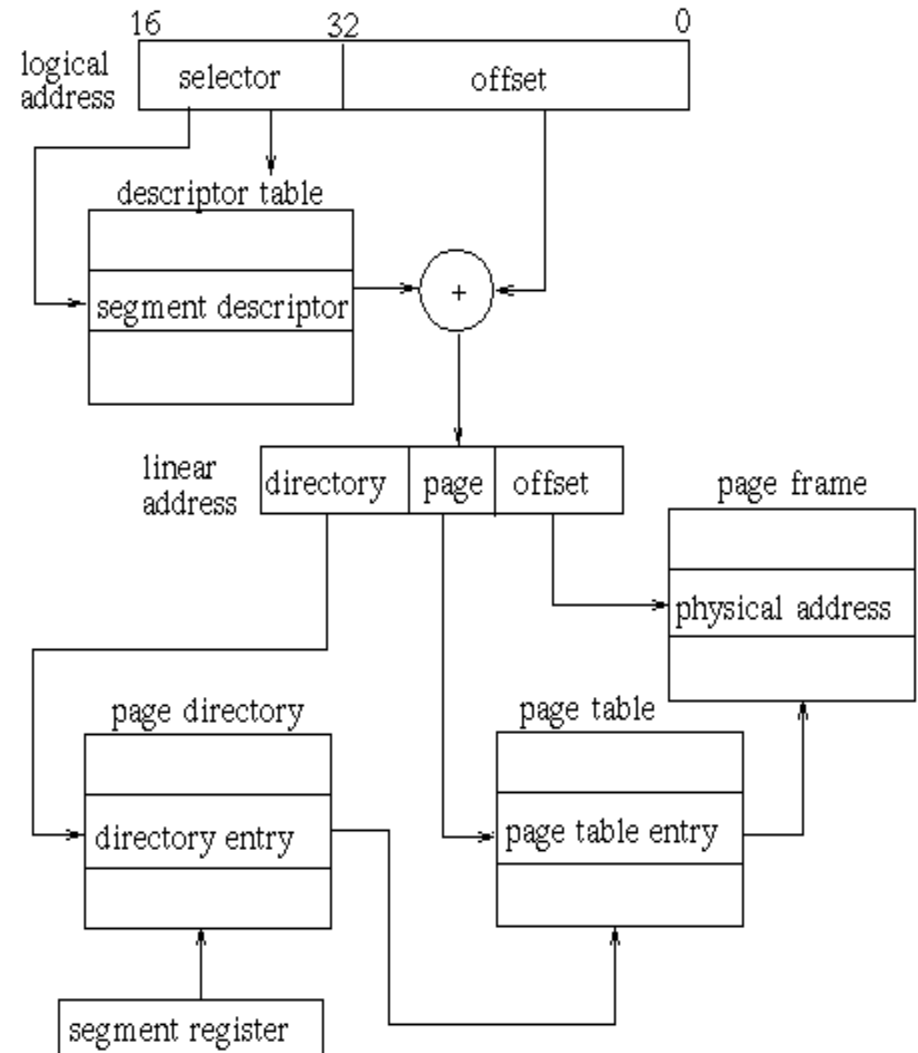 16 32 0
logical
address
selector
offset
descriptor table
segment descriptor
+
linear
address
directory
page
offset
page frame
physical address
page directory
directory entry
page table
page table entry
segment register